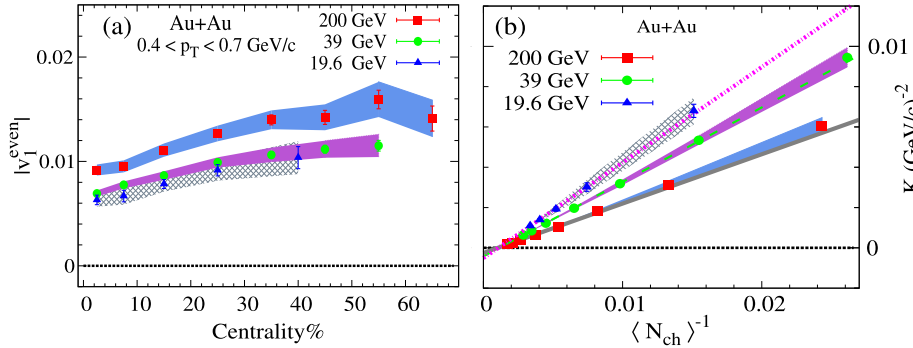 (a)
Au+Au
0.4 < p_T < 0.7 GeV/c
200 GeV
39 GeV
19.6 GeV
|v_1^even|
0.02
0.01
0
0 10 20 30 40 50 60
Centrality%
(b)
Au+Au
200 GeV
39 GeV
19.6 GeV
0.01
0
K (GeV/c)^-2
0 0.01 0.02
⟨ N_ch ⟩^-1